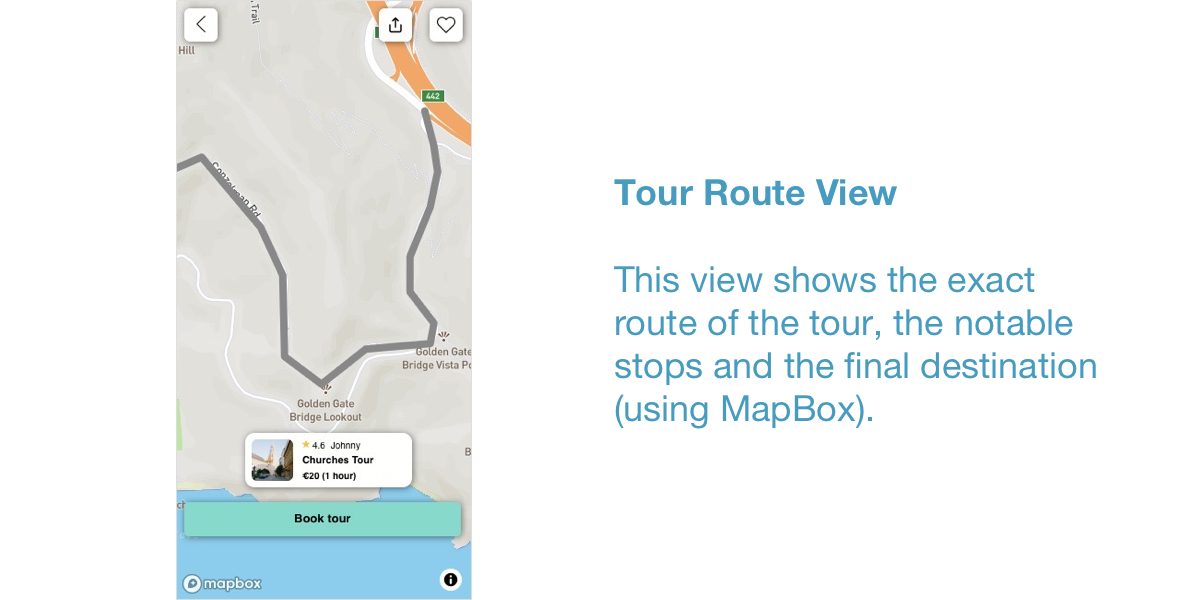 Trail
Hill
442
Conzelman Rd
Golden Gate
Bridge Vista Po
Golden Gate
Bridge Lookout
B
4.6 Johnny
Churches Tour
€20 (1 hour)
ch
Book tour
mapbox
Tour Route View
This view shows the exact
route of the tour, the notable
stops and the final destination
(using MapBox).